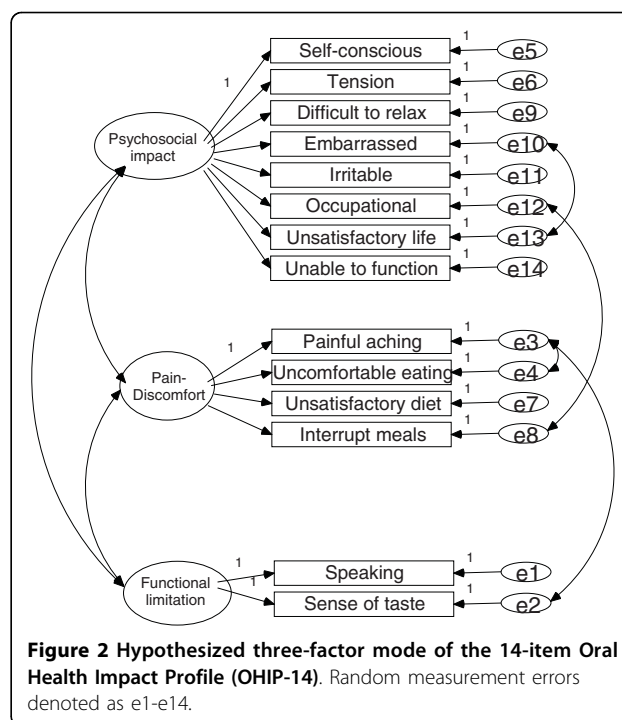 1
Self-conscious
1
e5
Tension
1
e6
Difficult to relax
1
e9
Psychosocial
impact
Embarrassed
1
e10
Irritable
1
e11
Occupational
1
e12
Unsatisfactory life
1
e13
Unable to function
1
e14
1
Painful aching
1
e3
Pain-
Discomfort
Uncomfortable eating
1
e4
Unsatisfactory diet
1
e7
Interrupt meals
1
e8
Functional
limitation
1
1
Speaking
1
e1
Sense of taste
1
e2
Figure 2 Hypothesized three-factor mode of the 14-item Oral
Health Impact Profile (OHIP-14). Random measurement errors
denoted as e1-e14.